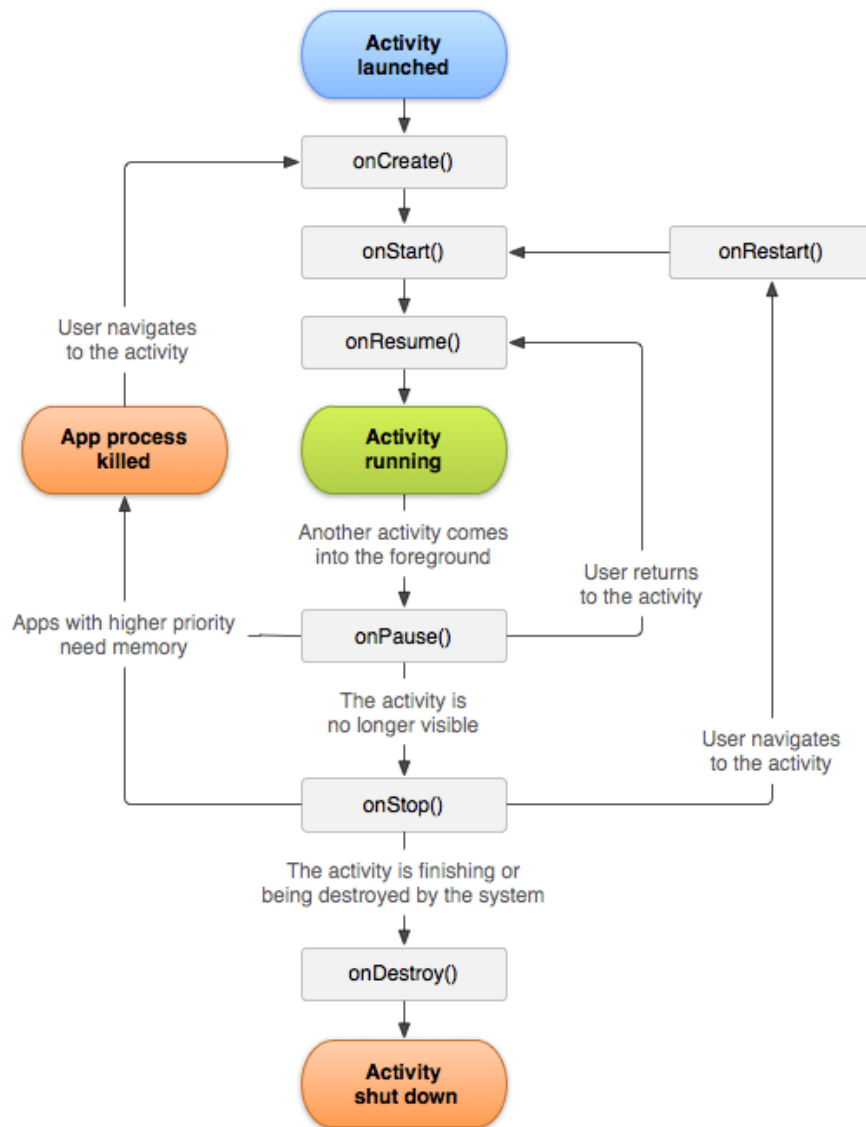 Activity
launched
onCreate()
onStart()
onRestart()
User navigates
to the activity
onResume()
App process
killed
Activity
running
Another activity comes
into the foreground
User returns
to the activity
Apps with higher priority
need memory
onPause()
The activity is
no longer visible
User navigates
to the activity
onStop()
The activity is finishing or
being destroyed by the system
onDestroy()
Activity
shut down